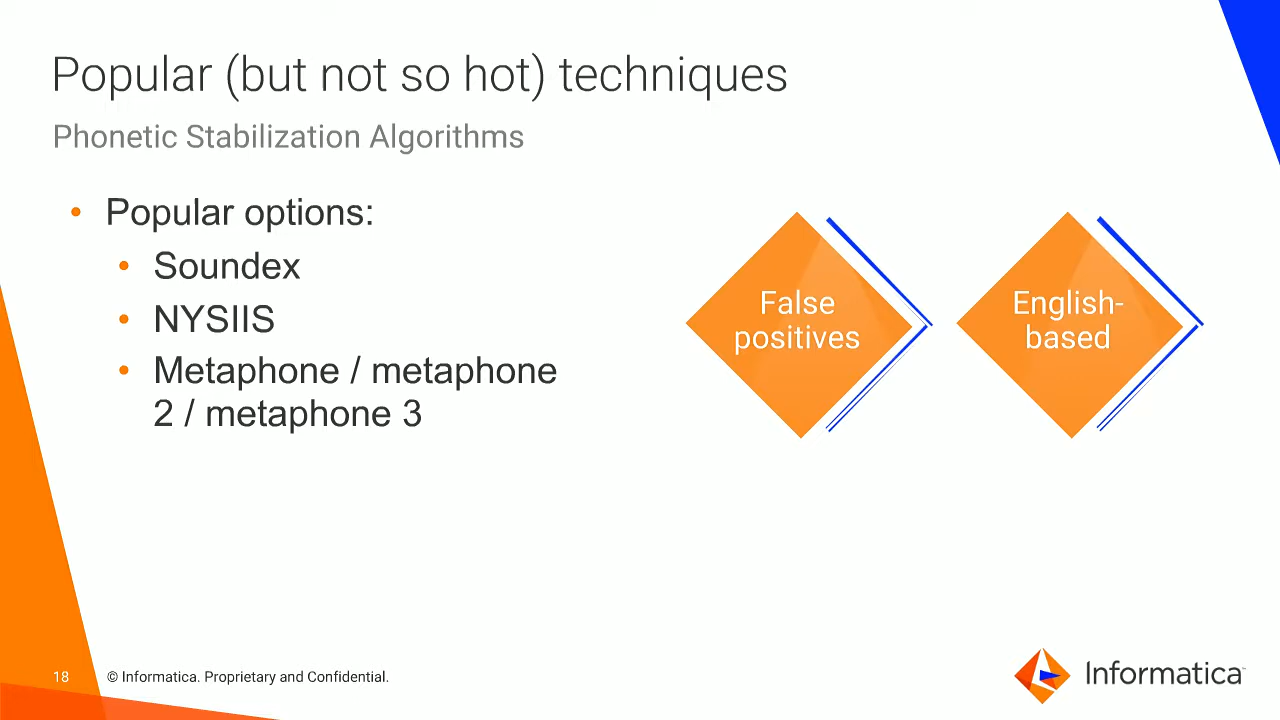 Popular (but not so hot) techniques
Phonetic Stabilization Algorithms
• Popular options:
• Soundex
• NYSIIS
• Metaphone / metaphone
2 / metaphone 3
False
positives
English-
based
18
© Informatica. Proprietary and Confidential.
Informatica